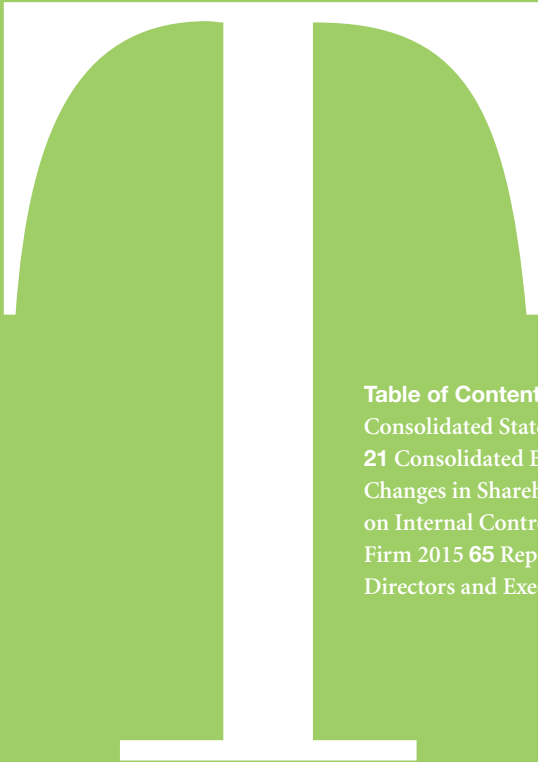 T
Table of Content
Consolidated State
21 Consolidated
Changes in Shareh
on Internal Contro
Firm 2015 65 Rep
Directors and Exe